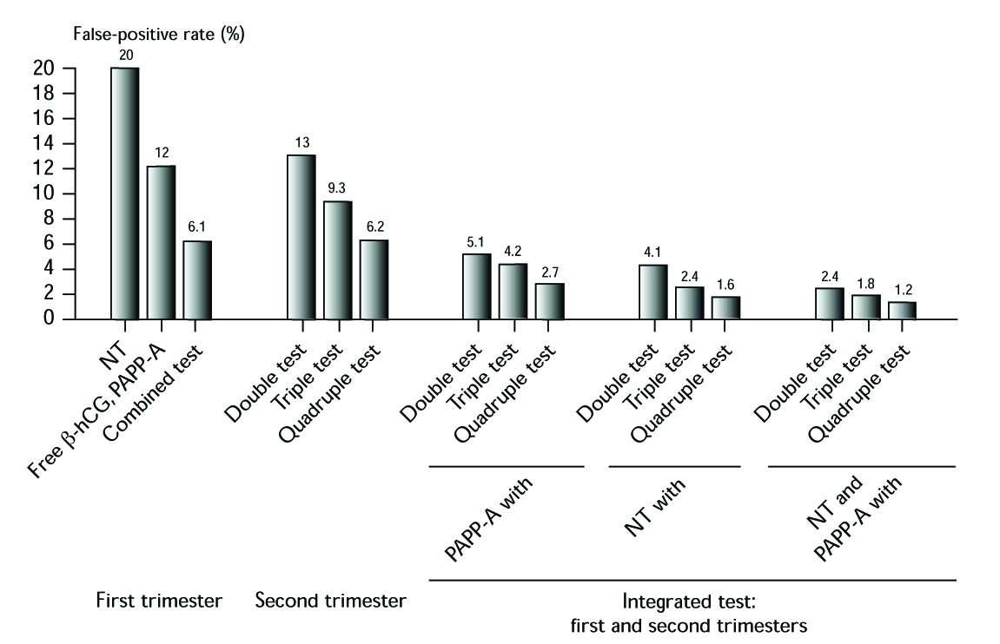 False-positive rate (%)
20
12
6.1
13
9.3
6.2
5.1
4.2
2.7
4.1
2.4
1.6
2.4
1.8
1.2
20
18
16
14
12
10
8
6
4
2
0
NT
Free β-hCG, PAPP-A
Combined test
Double test
Triple test
Quadruple test
Double test
Triple test
Quadruple test
Double test
Triple test
Quadruple test
Double test
Triple test
Quadruple test
PAPP-A with
NT with
NT and
PAPP-A with
First trimester
Second trimester
Integrated test:
first and second trimesters